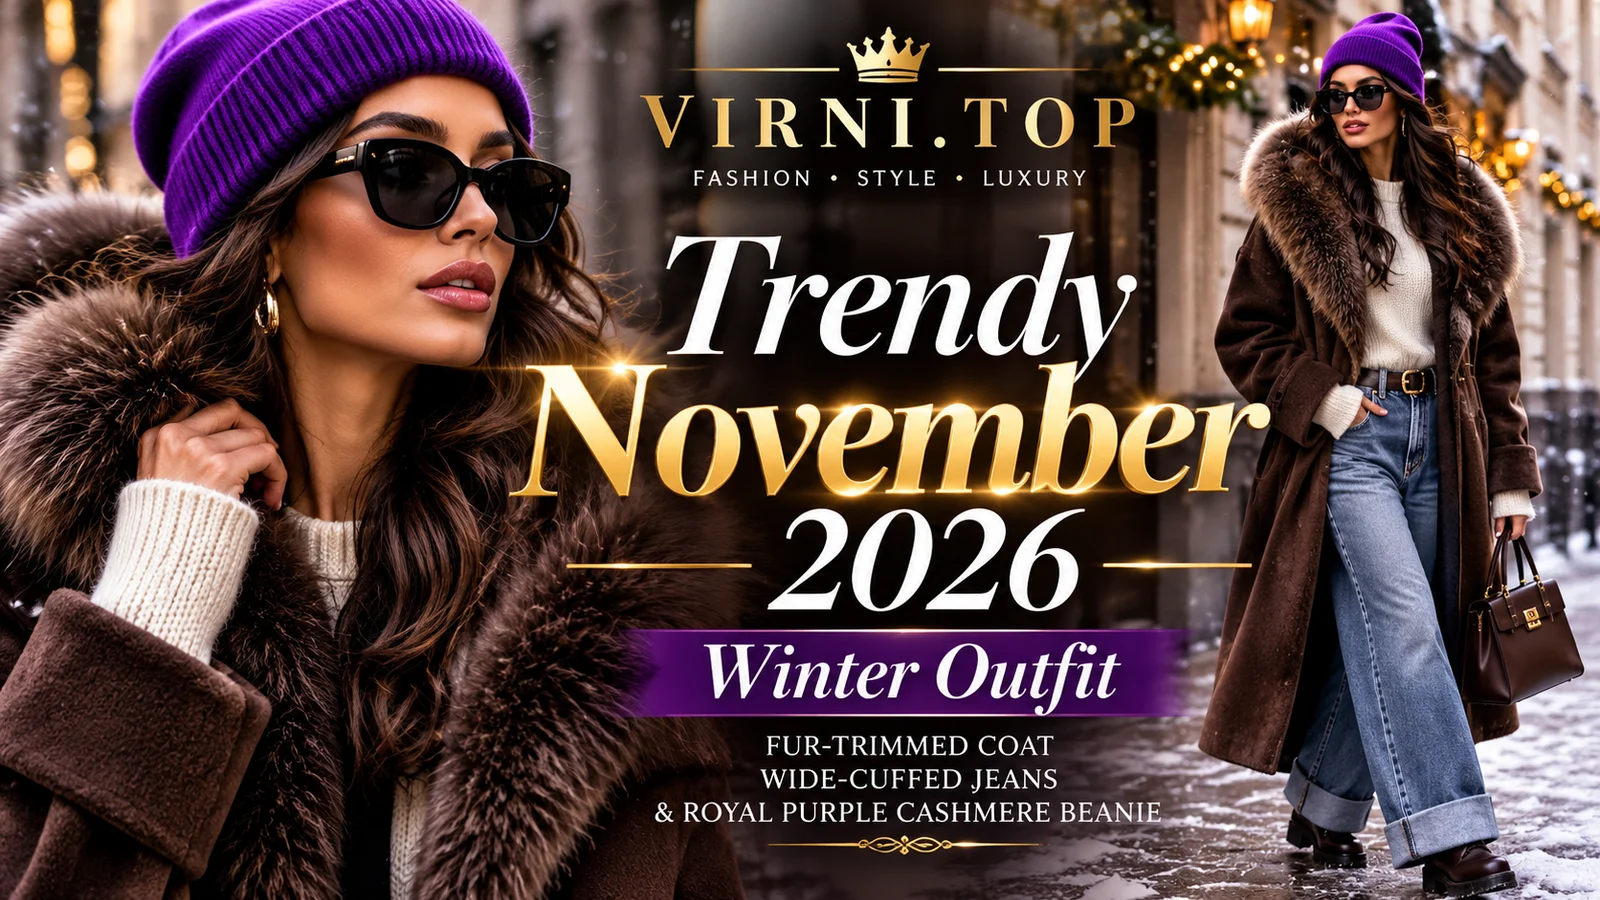 VIRNI.TOP
FASHION • STYLE • LUXURY
Trendy
November
2026
Winter Outfit
FUR-TRIMMED COAT
WIDE-CUFFED JEANS
& ROYAL PURPLE CASHMERE BEANIE